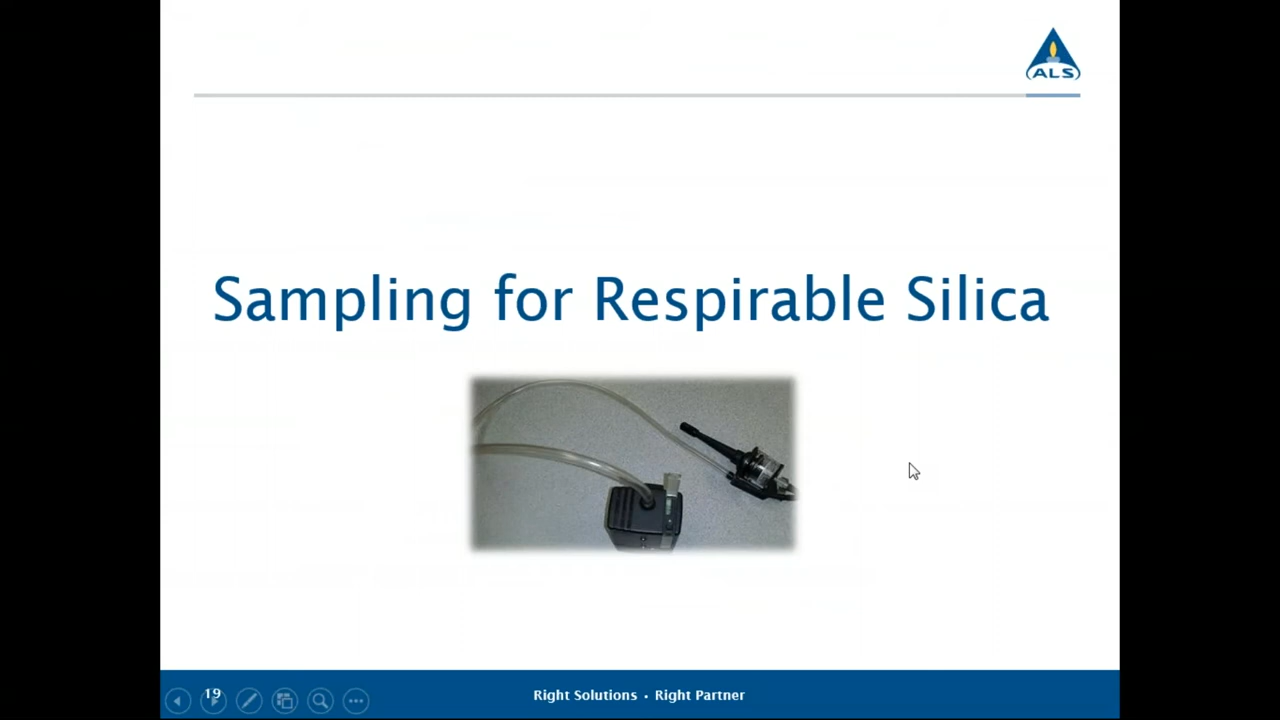 ALS
Sampling for Respirable Silica
19
Right Solutions • Right Partner